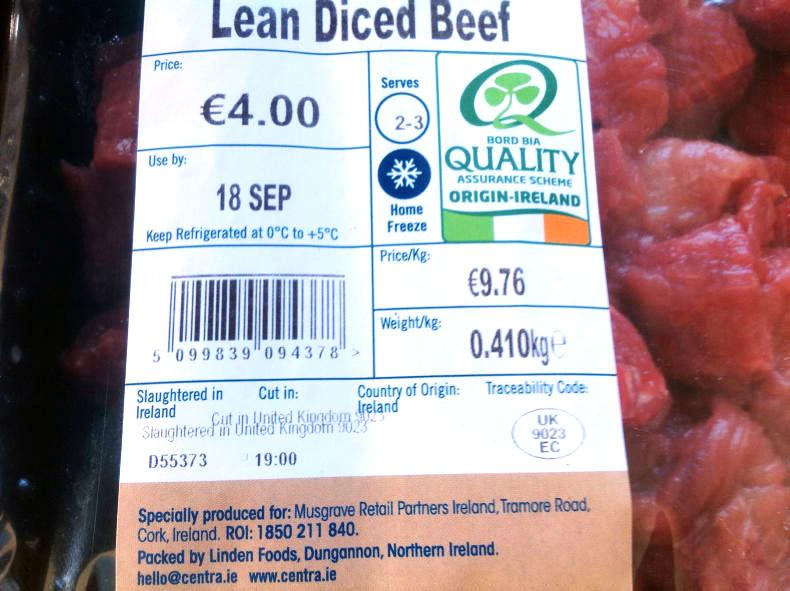 Lean Diced Beef
Price:
€4.00
Serves
2-3
BORD BIA
QUALITY
ASSURANCE SCHEME
ORIGIN-IRELAND
Use by:
18 SEP
Keep Refrigerated at 0°C to +5°C
Home
Freeze
Price/Kg:
€9.76
Weight/kg:
0.410kg e
5 099839 094378 >
Slaughtered in
Ireland
Cut in:
Country of Origin:
Ireland
Traceability Code:
Cut in United Kingdom 9023
Slaughtered in United Kingdom 9023
UK
9023
EC
D55373 19:00
Specially produced for: Musgrave Retail Partners Ireland, Tramore Road,
Cork, Ireland. ROI: 1850 211 840.
Packed by Linden Foods, Dungannon, Northern Ireland.
hello@centra.ie www.centra.ie